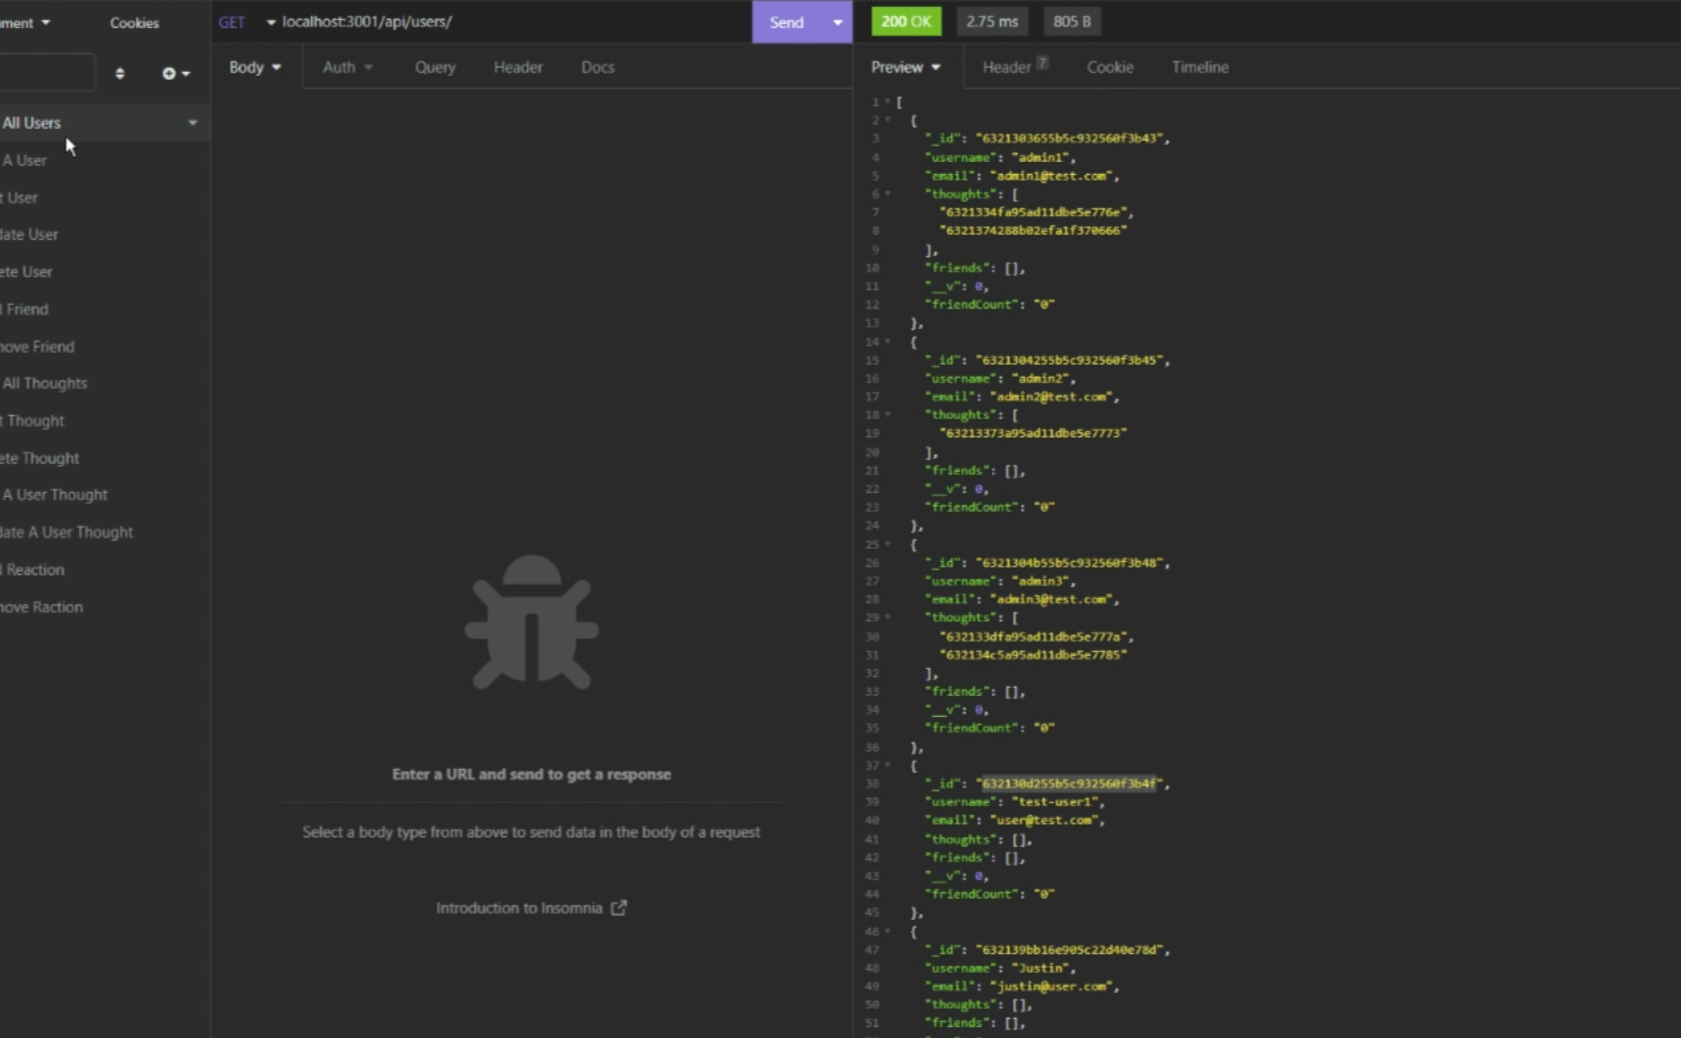 ment
Cookies
GET localhost:3001/api/users/
Send
200 OK
2.75 ms
805 B
Body
Auth
Query
Header
Docs
Preview
Header 7
Cookie
Timeline
All Users
A User
t User
date User
ete User
d Friend
nove Friend
All Thoughts
t Thought
ete Thought
A User Thought
date A User Thought
d Reaction
nove Raction
Enter a URL and send to get a response
Select a body type from above to send data in the body of a request
Introduction to Insomnia
1 [
2 {
3 "_id": "6321303655b5c932560f3b43",
4 "username": "admin1",
5 "email": "admin1@test.com",
6 "thoughts": [
7 "6321334fa95ad11dbe5e776e",
8 "6321374288b02efa1f370666"
9 ],
10 "friends": [],
11 "__v": 0,
12 "friendCount": "0"
13 },
14 {
15 "_id": "6321304255b5c932560f3b45",
16 "username": "admin2",
17 "email": "admin2@test.com",
18 "thoughts": [
19 "63213373a95ad11dbe5e7773"
20 ],
21 "friends": [],
22 "__v": 0,
23 "friendCount": "0"
24 },
25 {
26 "_id": "6321304b55b5c932560f3b48",
27 "username": "admin3",
28 "email": "admin3@test.com",
29 "thoughts": [
30 "632133dfa95ad11dbe5e777a",
31 "632134c5a95ad11dbe5e7785"
32 ],
33 "friends": [],
34 "__v": 0,
35 "friendCount": "0"
36 },
37 {
38 "_id": "632130d255b5c932560f3b4f",
39 "username": "test-user1",
40 "email": "user@test.com",
41 "thoughts": [],
42 "friends": [],
43 "__v": 0,
44 "friendCount": "0"
45 },
46 {
47 "_id": "632139bb16e905c22d40e78d",
48 "username": "Justin",
49 "email": "justin@user.com",
50 "thoughts": [],
51 "friends": [],